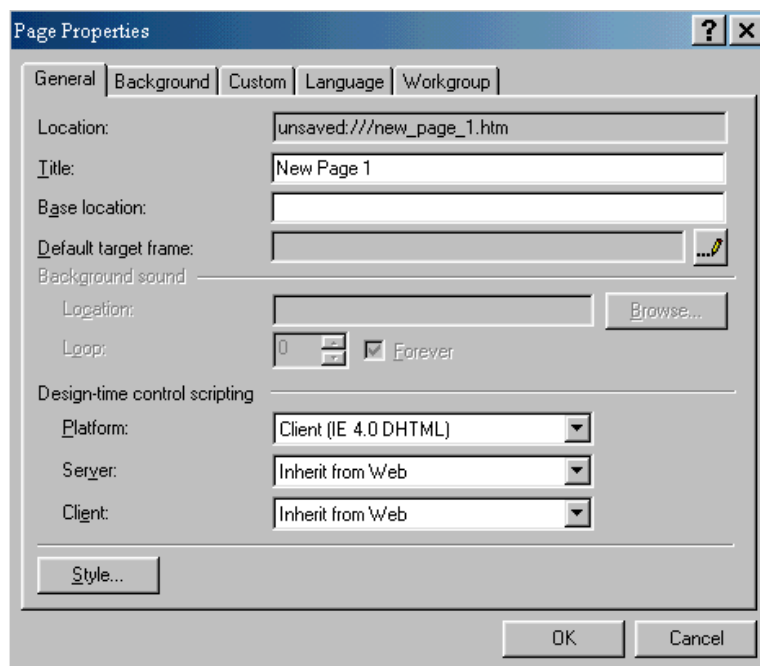 Page Properties
General Background Custom Language Workgroup
Location: unsaved:///new_page_1.htm
Title: New Page 1
Base location:
Default target frame:
Background sound
Location: Browse...
Loop: 0 Forever
Design-time control scripting
Platform: Client (IE 4.0 DHTML)
Server: Inherit from Web
Client: Inherit from Web
Style...
OK Cancel